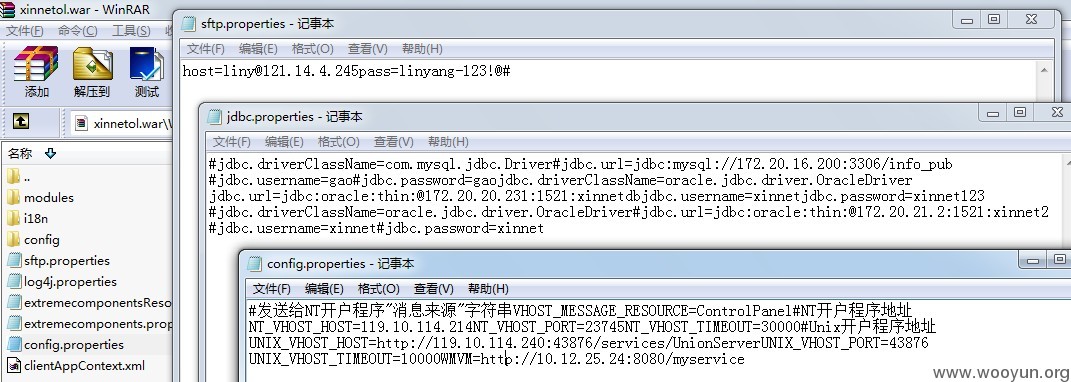 xinnetol.war - WinRAR
文件(F) 命令(C) 工具(S)
添加 解压到 测试
xinnetol.war\
名称
..
modules
i18n
config
sftp.properties
log4j.properties
extremecomponentsReso
extremecomponents.prop
config.properties
clientAppContext.xml
sftp.properties - 记事本
文件(F) 编辑(E) 格式(O) 查看(V) 帮助(H)
host=liny@121.14.4.245pass=linyang-123!@#
jdbc.properties - 记事本
文件(F) 编辑(E) 格式(O) 查看(V) 帮助(H)
#jdbc.driverClassName=com.mysql.jdbc.Driver#jdbc.url=jdbc:mysql://172.20.16.200:3306/info_pub
#jdbc.username=gao#jdbc.password=gaojdbc.driverClassName=oracle.jdbc.driver.OracleDriver
jdbc.url=jdbc:oracle:thin:@172.20.20.231:1521:xinnetdbjdbc.username=xinnetjdbc.password=xinnet123
#jdbc.driverClassName=oracle.jdbc.driver.OracleDriver#jdbc.url=jdbc:oracle:thin:@172.20.21.2:1521:xinnet2
#jdbc.username=xinnet#jdbc.password=xinnet
config.properties - 记事本
文件(F) 编辑(E) 格式(O) 查看(V) 帮助(H)
#发送给NT开户程序"消息来源"字符串VHOST_MESSAGE_RESOURCE=ControlPanel#NT开户程序地址
NT_VHOST_HOST=119.10.114.214NT_VHOST_PORT=23745NT_VHOST_TIMEOUT=30000#Unix开户程序地址
UNIX_VHOST_HOST=http://119.10.114.240:43876/services/UnionServerUNIX_VHOST_PORT=43876
UNIX_VHOST_TIMEOUT=10000WMVM=http://10.12.25.24:8080/myservice
www.wooyun.org